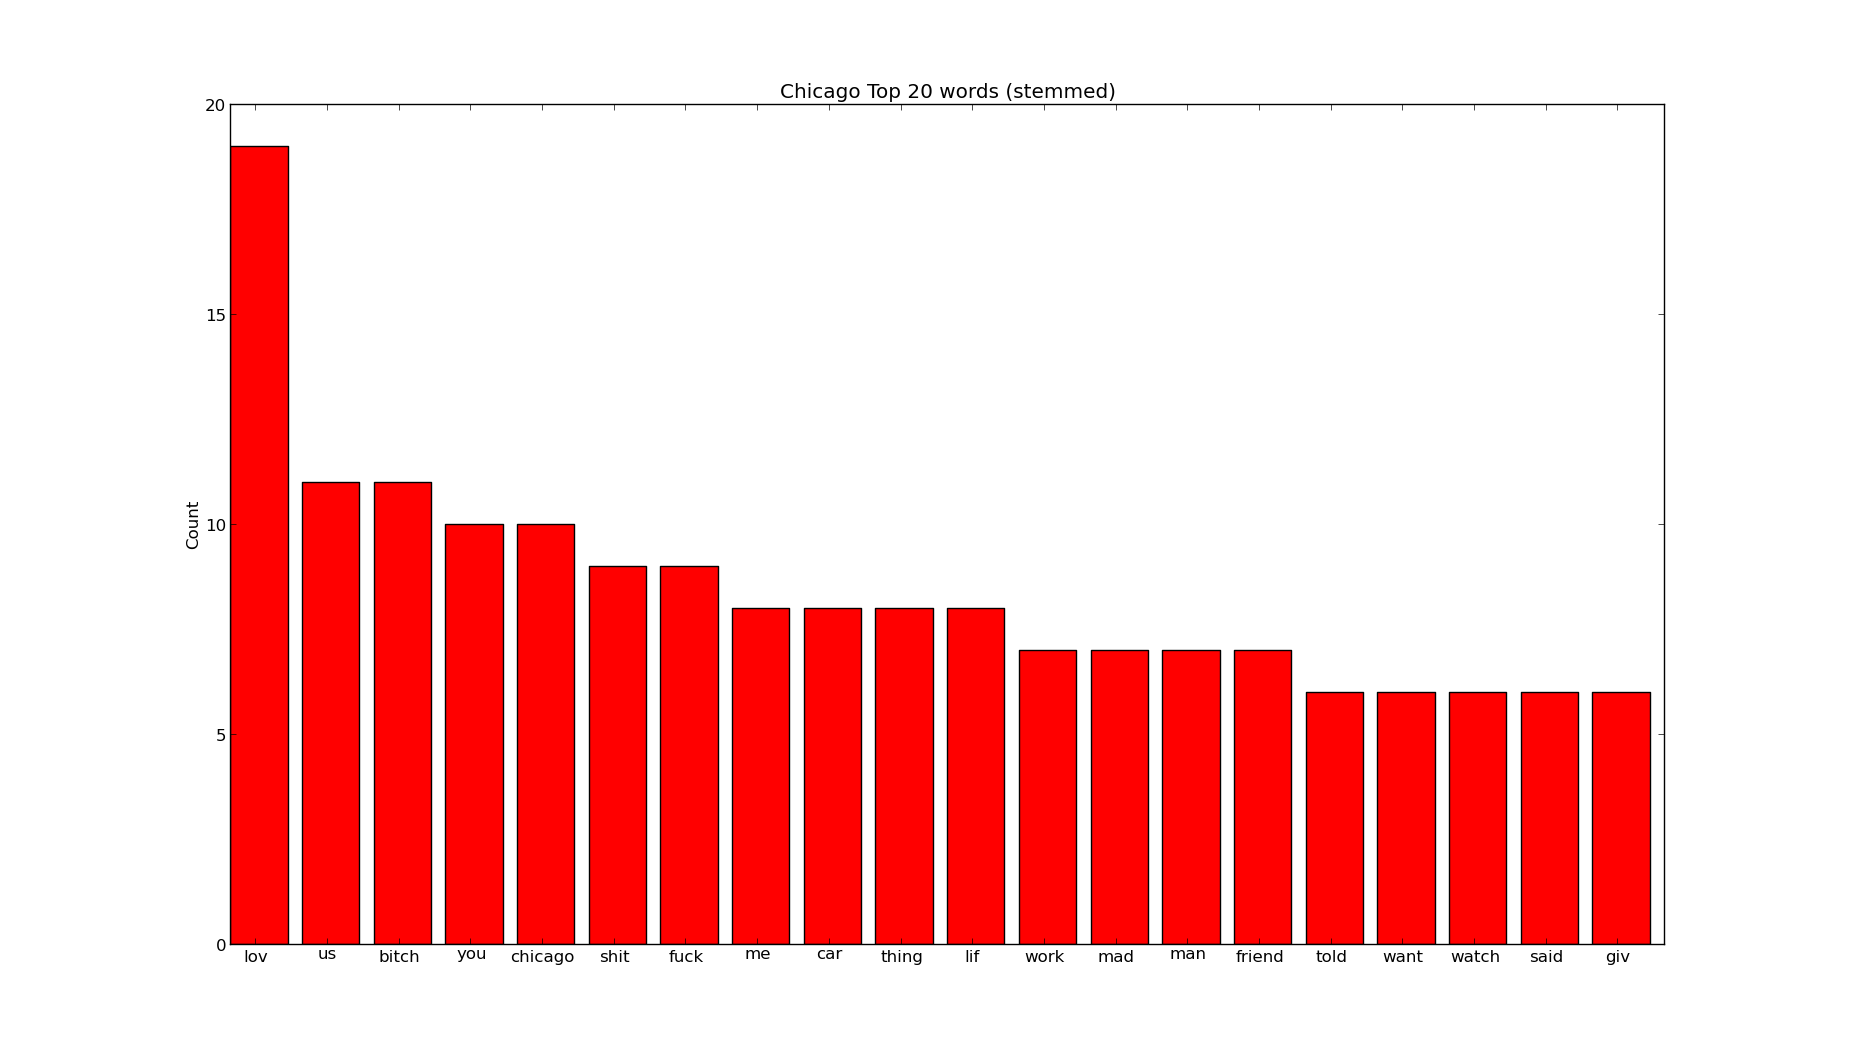 Chicago Top 20 words (stemmed)
20
15
10
5
0
Count
lov us bitch you chicago shit fuck me car thing lif work mad man friend told want watch said giv